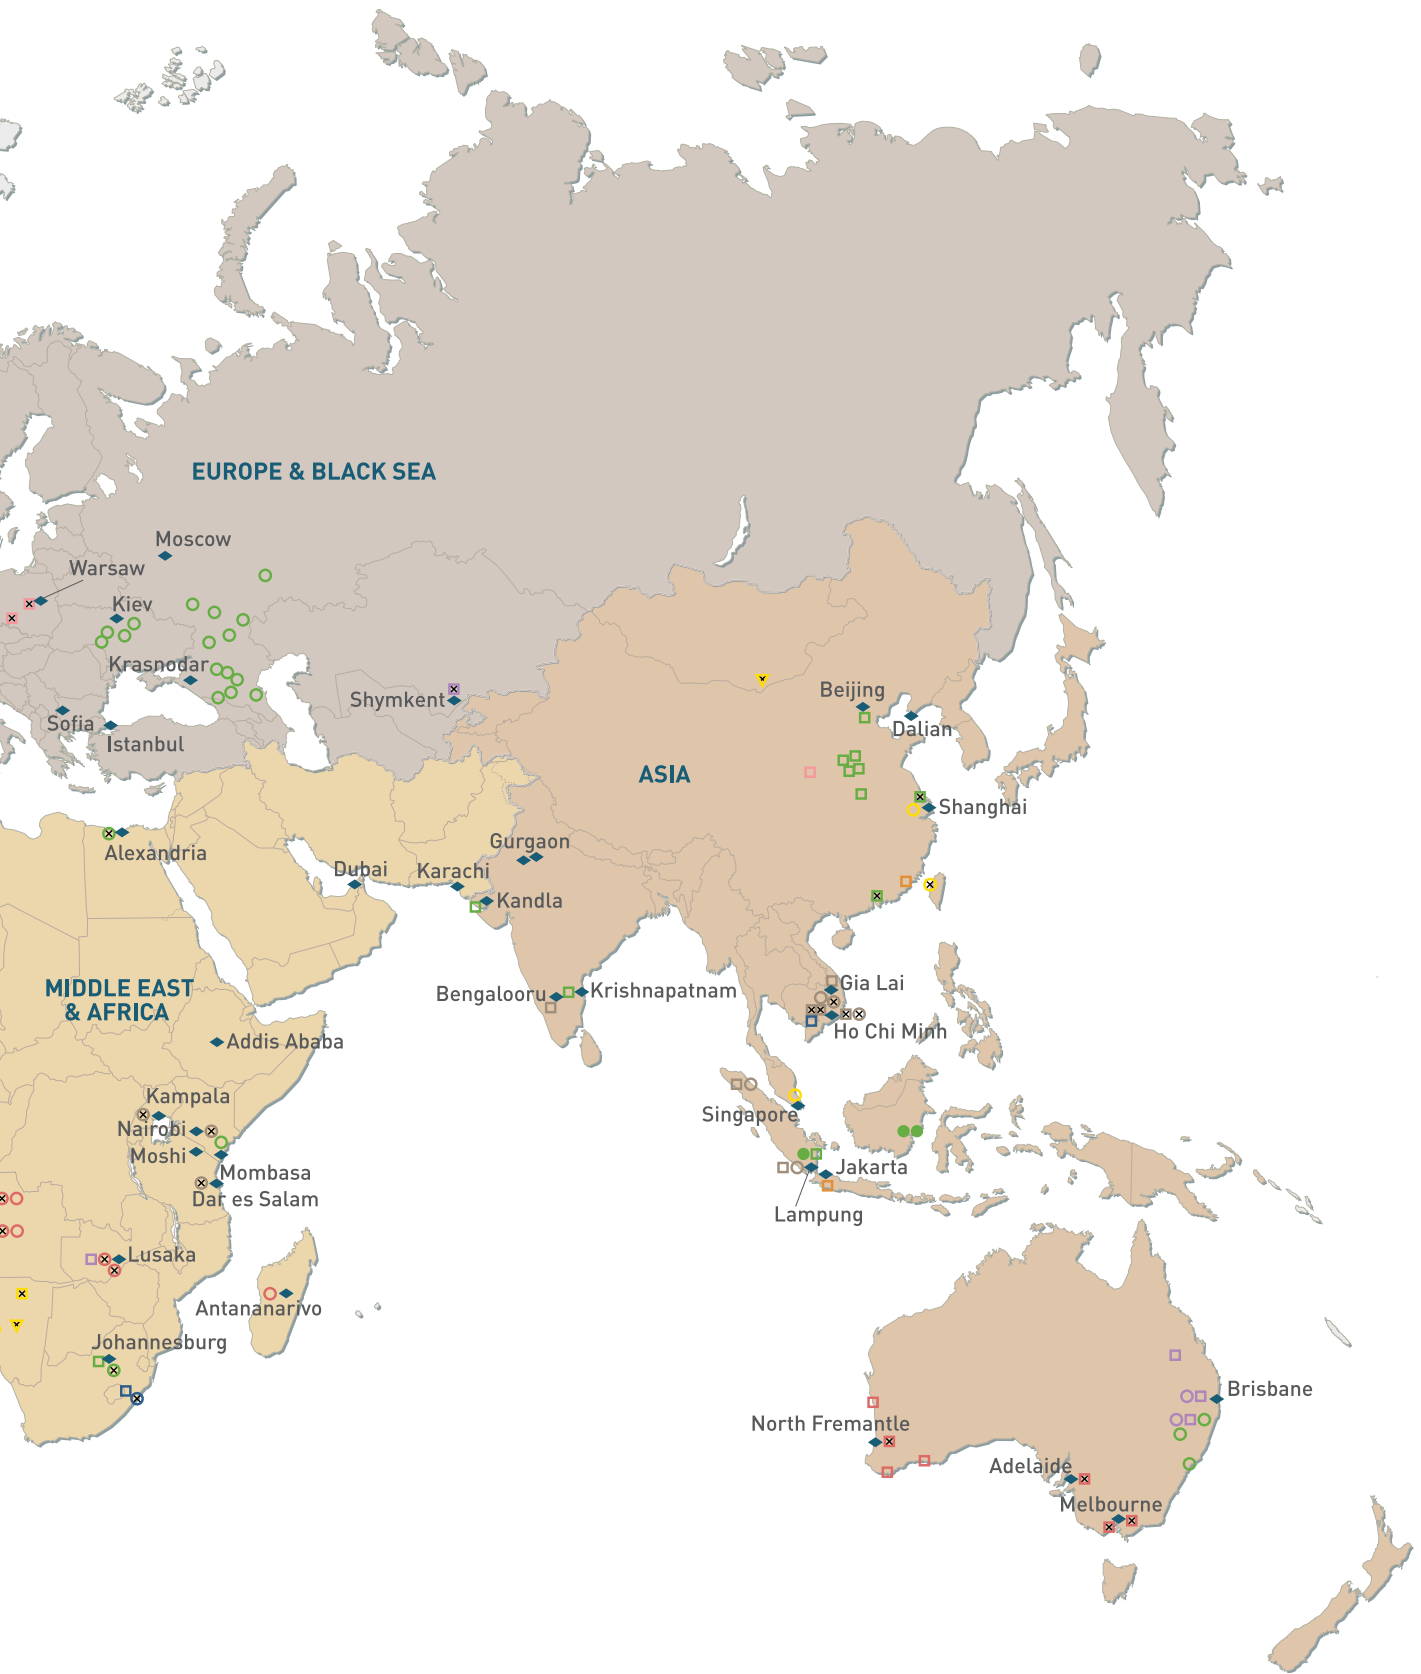 EUROPE & BLACK SEA
Moscow
Warsaw
Kiev
Krasnodar
Shymkent
Beijing
Sofia
Istanbul
Dalian
ASIA
Shanghai
Gurgaon
Alexandria
Dubai
Karachi
Kandla
MIDDLE EAST
& AFRICA
Gia Lai
Bengalooru
Krishnapatnam
Ho Chi Minh
Addis Ababa
Kampala
Singapore
Nairobi
Moshi
Mombasa
Jakarta
Dar es Salam
Lampung
Lusaka
Antananarivo
Johannesburg
Brisbane
North Fremantle
Adelaide
Melbourne